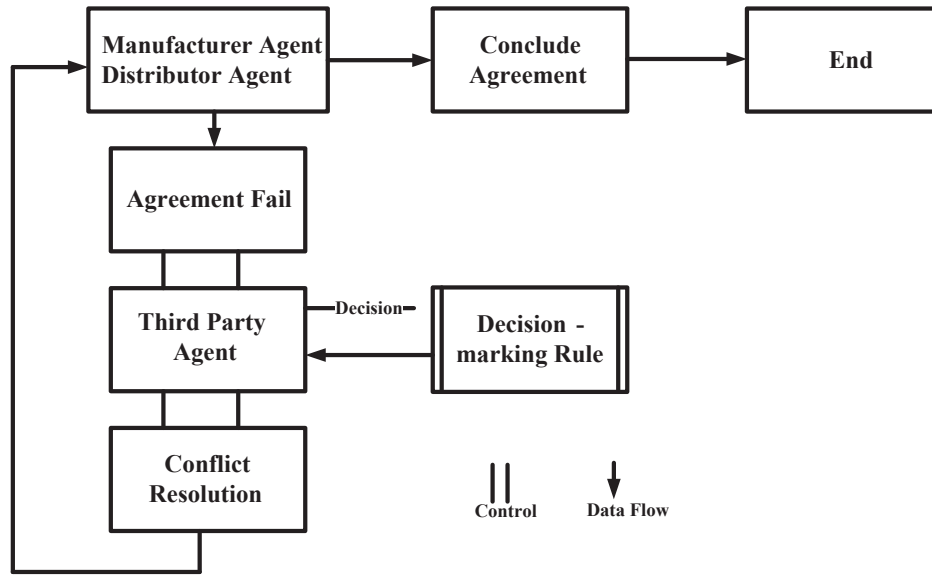 Manufacturer Agent
Distributor Agent
Conclude
Agreement
End
Agreement Fail
Third Party
Agent
Decision
Decision -
marking Rule
Conflict
Resolution
Control
Data Flow